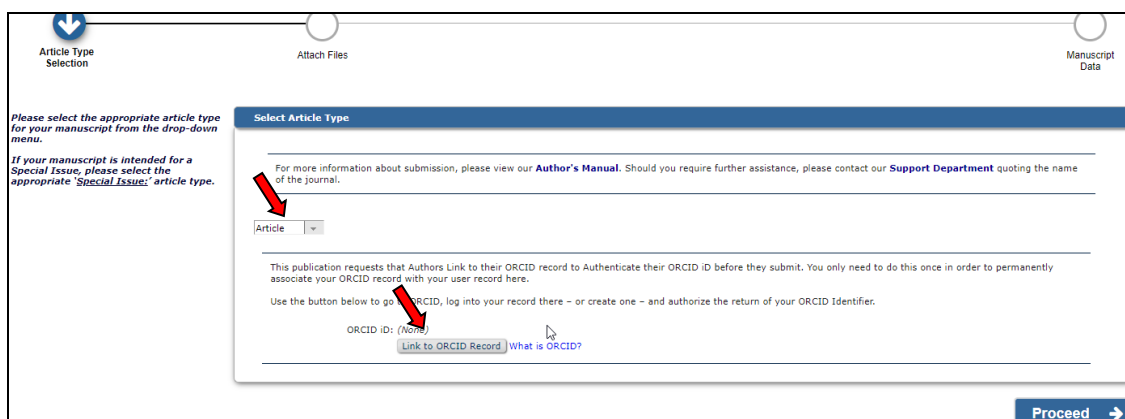 Article Type
Selection
Attach Files
Manuscript
Data
Please select the appropriate article type
for your manuscript from the drop-down
menu.
If your manuscript is intended for a
Special Issue, please select the
appropriate ‘Special Issue:’ article type.
Select Article Type
For more information about submission, please view our Author's Manual. Should you require further assistance, please contact our Support Department quoting the name
of the journal.
Article
This publication requests that Authors Link to their ORCID record to Authenticate their ORCID iD before they submit. You only need to do this once in order to permanently
associate your ORCID record with your user record here.
Use the button below to go ORCID, log into your record there – or create one – and authorize the return of your ORCID Identifier.
ORCID iD: (None)
Link to ORCID Record What is ORCID?
Proceed